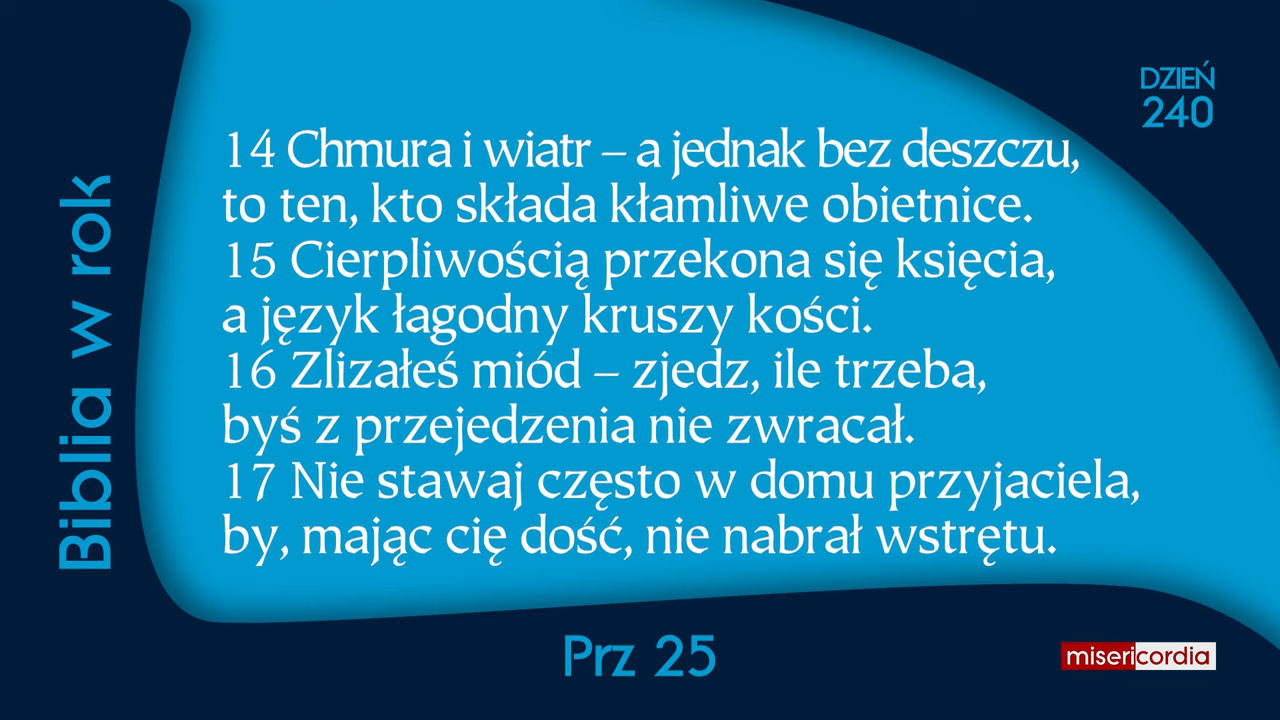 DZIEŃ
240
14 Chmura i wiatr – a jednak bez deszczu,
to ten, kto składa kłamliwe obietnice.
15 Cierpliwością przekona się księcia,
a język łagodny kruszy kości.
16 Zlizałeś miód – zjedz, ile trzeba,
byś z przejedzenia nie zwracał.
17 Nie stawaj często w domu przyjaciela,
by, mając cię dość, nie nabrał wstrętu.
Biblia w rok
Prz 25
misericordia